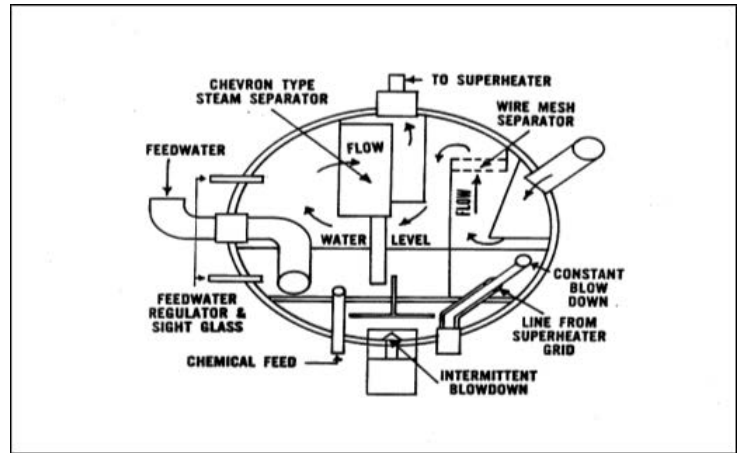 TO SUPERHEATER
CHEVRON TYPE
STEAM SEPARATOR
WIRE MESH
SEPARATOR
FEEDWATER
FLOW
FLOW
WATER LEVEL
CONSTANT
BLOW
DOWN
FEEDWATER
REGULATOR &
SIGHT GLASS
LINE FROM
SUPERHEATER
GRID
CHEMICAL FEED
INTERMITTENT
BLOWDOWN